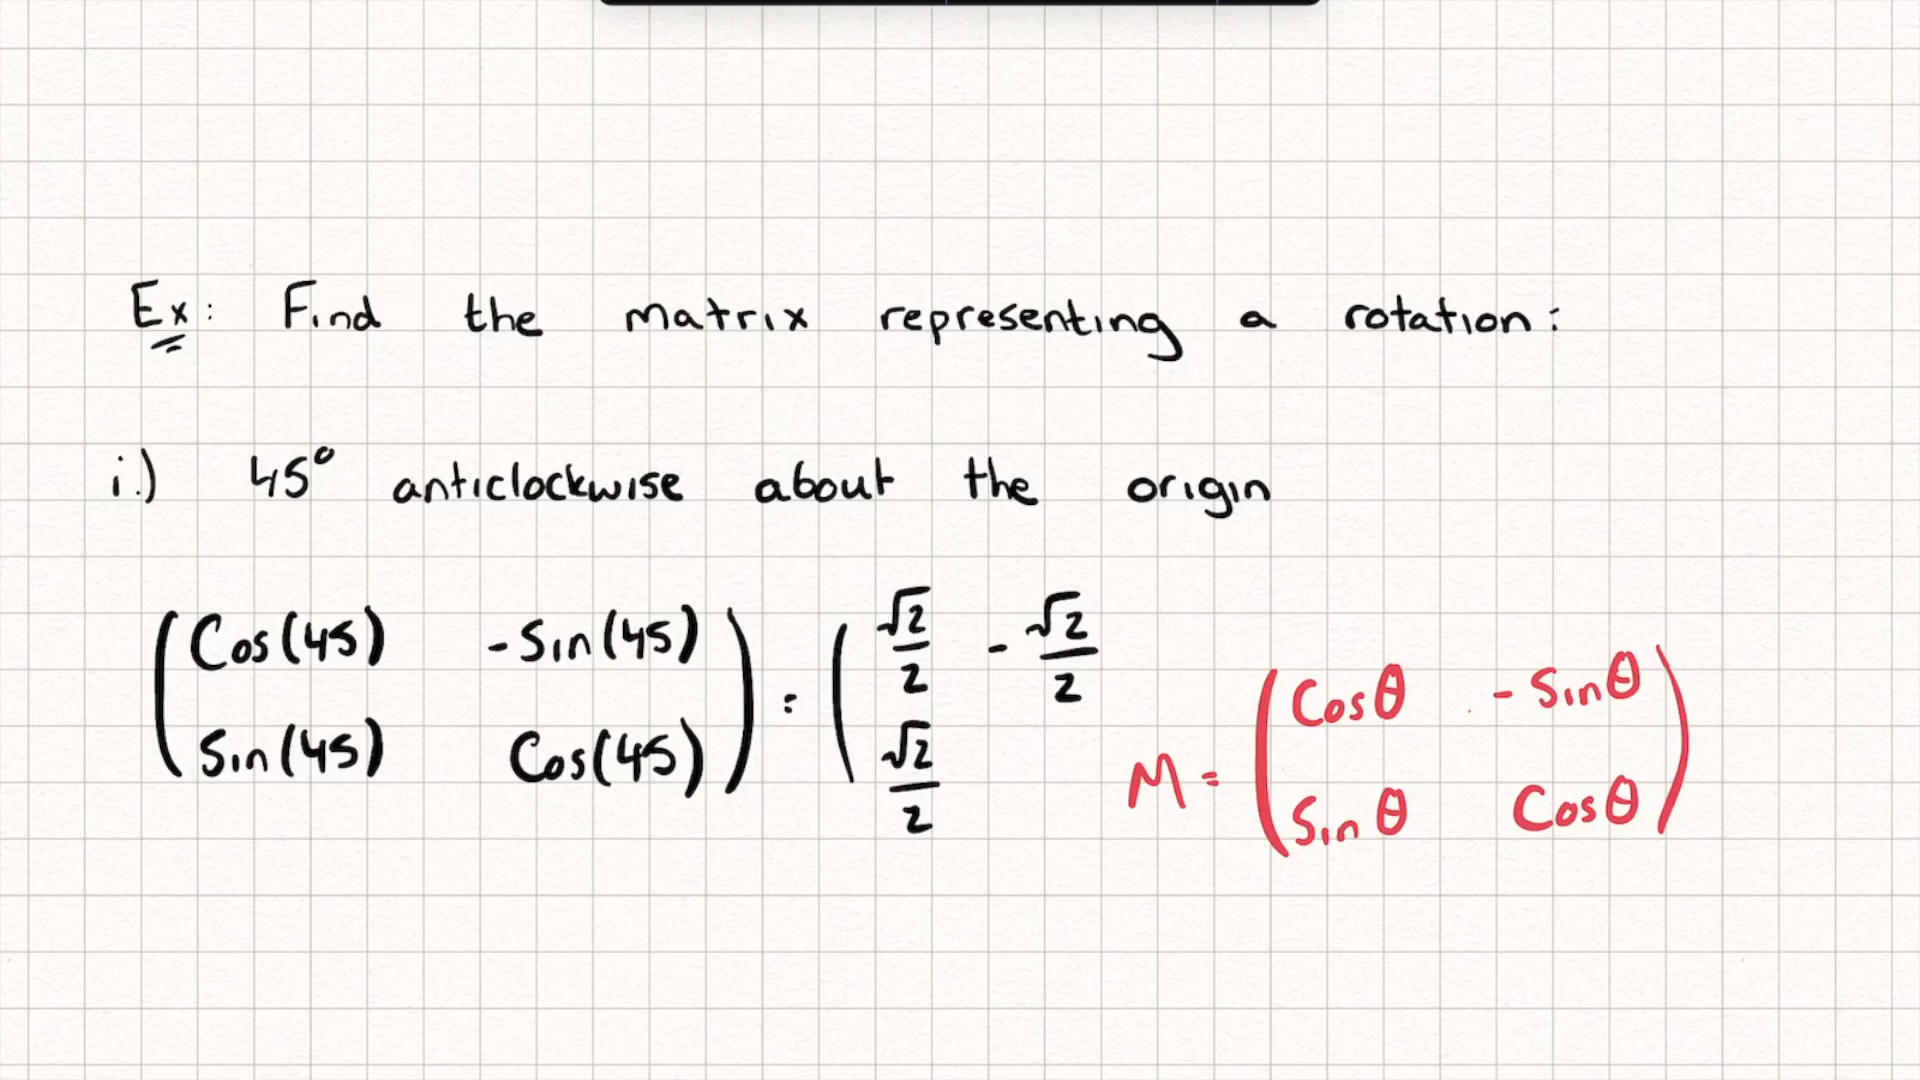 Ex: Find the matrix representing a rotation:
i.) 45° anticlockwise about the origin
(Cos(45) -Sin(45)
Sin(45) Cos(45)) = (√2/2 -√2/2
√2/2
M = (Cosθ -Sinθ
Sinθ Cosθ)